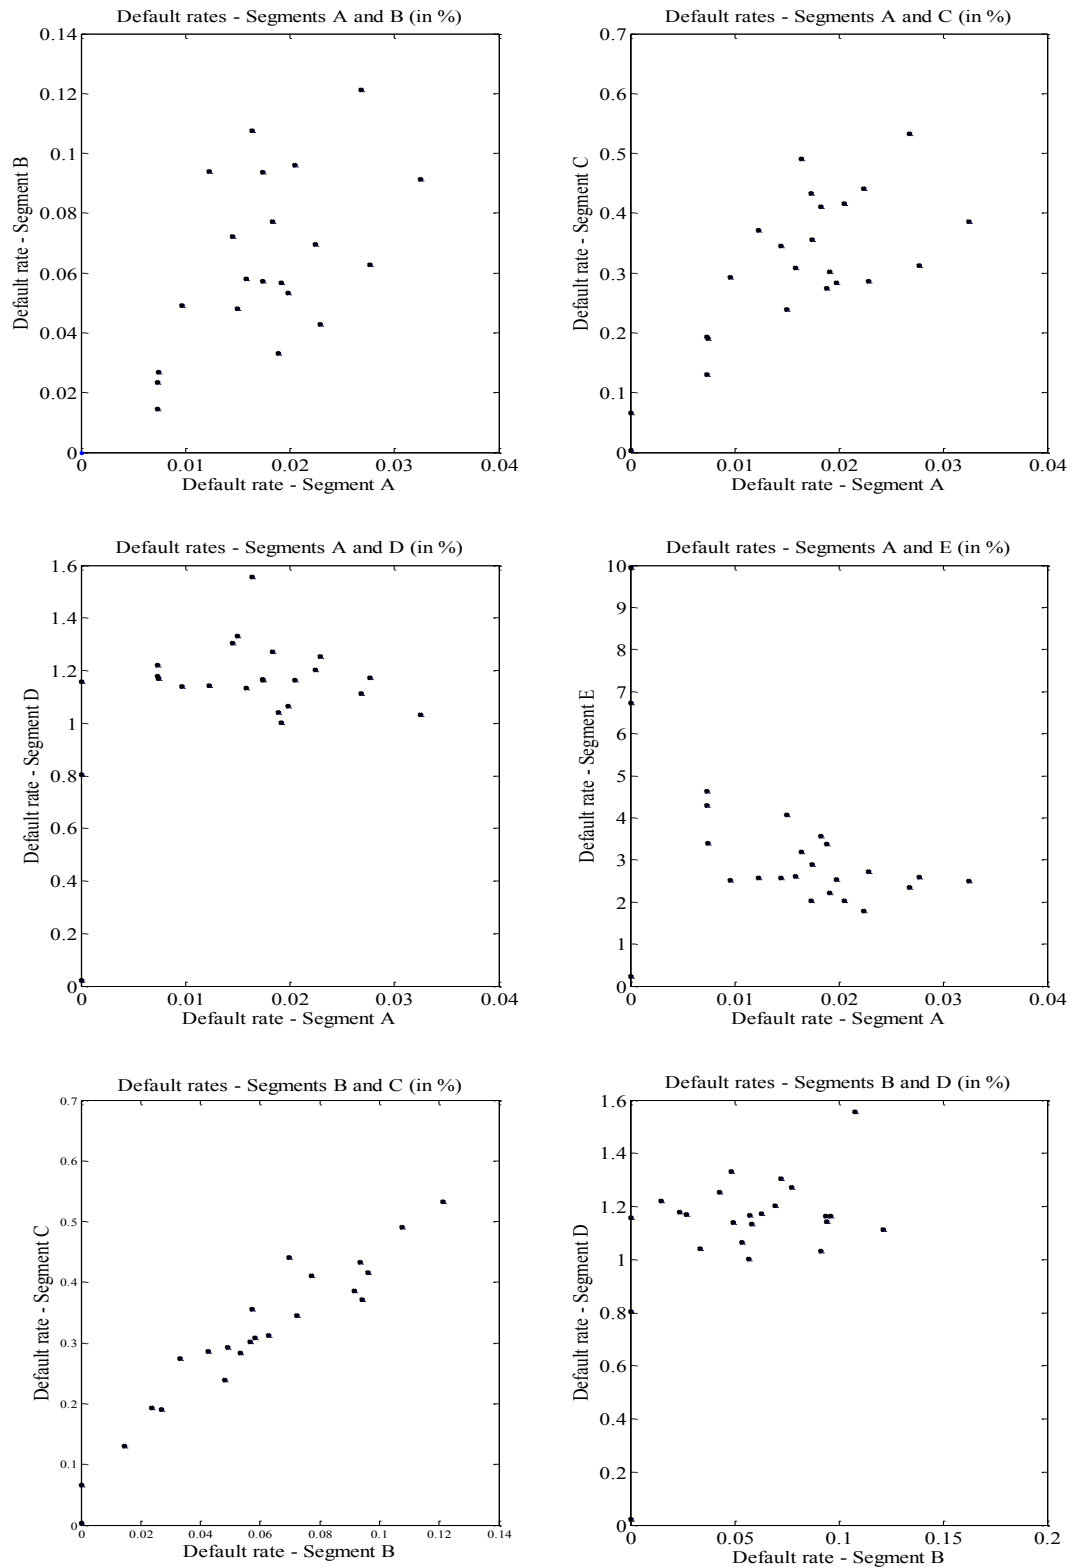 Default rates - Segments A and B (in %)
0.14
0.12
0.1
0.08
0.06
0.04
0.02
0
Default rate - Segment B
0 0.01 0.02 0.03 0.04
Default rate - Segment A
Default rates - Segments A and C (in %)
0.7
0.6
0.5
0.4
0.3
0.2
0.1
0
Default rate - Segment C
0 0.01 0.02 0.03 0.04
Default rate - Segment A
Default rates - Segments A and D (in %)
1.6
1.4
1.2
1
0.8
0.6
0.4
0.2
0
Default rate - Segment D
0 0.01 0.02 0.03 0.04
Default rate - Segment A
Default rates - Segments A and E (in %)
10
9
8
7
6
5
4
3
2
1
0
Default rate - Segment E
0 0.01 0.02 0.03 0.04
Default rate - Segment A
Default rates - Segments B and C (in %)
0.7
0.6
0.5
0.4
0.3
0.2
0.1
0
Default rate - Segment C
0 0.02 0.04 0.06 0.08 0.1 0.12 0.14
Default rate - Segment B
Default rates - Segments B and D (in %)
1.6
1.4
1.2
1
0.8
0.6
0.4
0.2
0
Default rate - Segment D
0 0.05 0.1 0.15 0.2
Default rate - Segment B